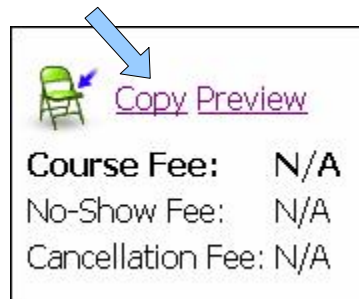 Copy Preview
Course Fee: N/A
No-Show Fee: N/A
Cancellation Fee: N/A